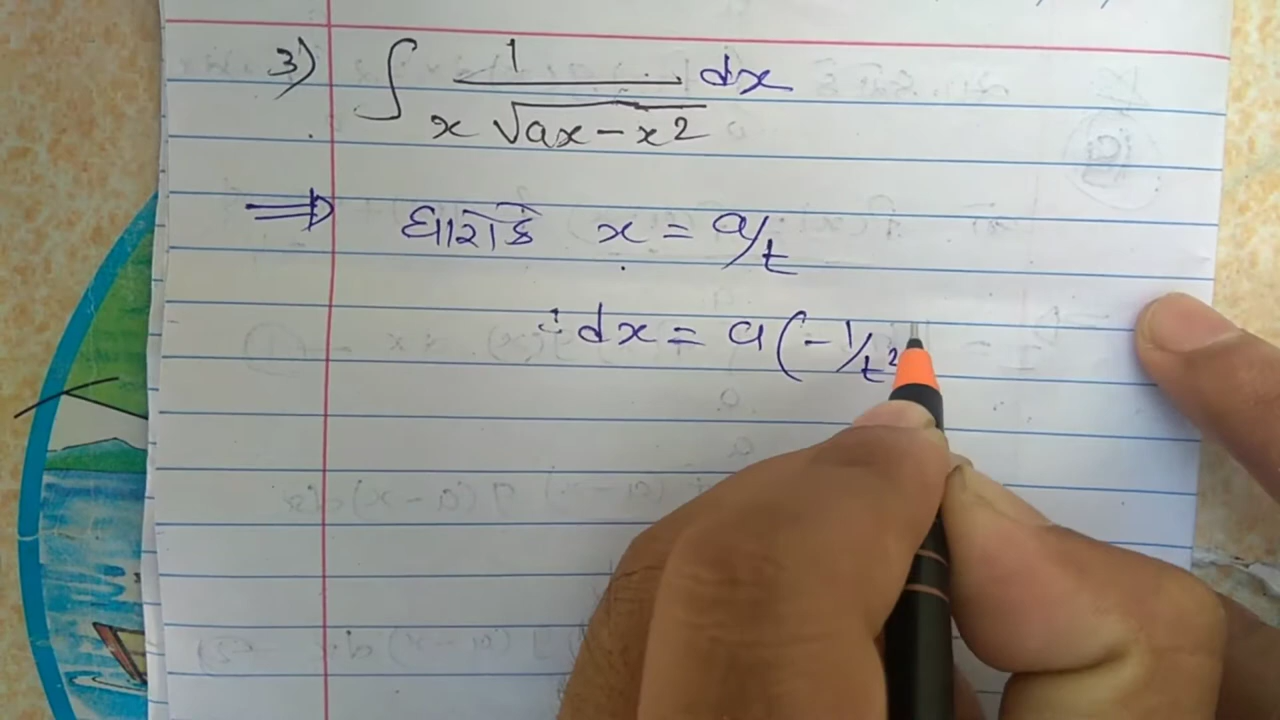 3) ∫ 1 dx
x √ax - x2
⇒ धारोके x = a/t
∴ dx = a(-1/t2